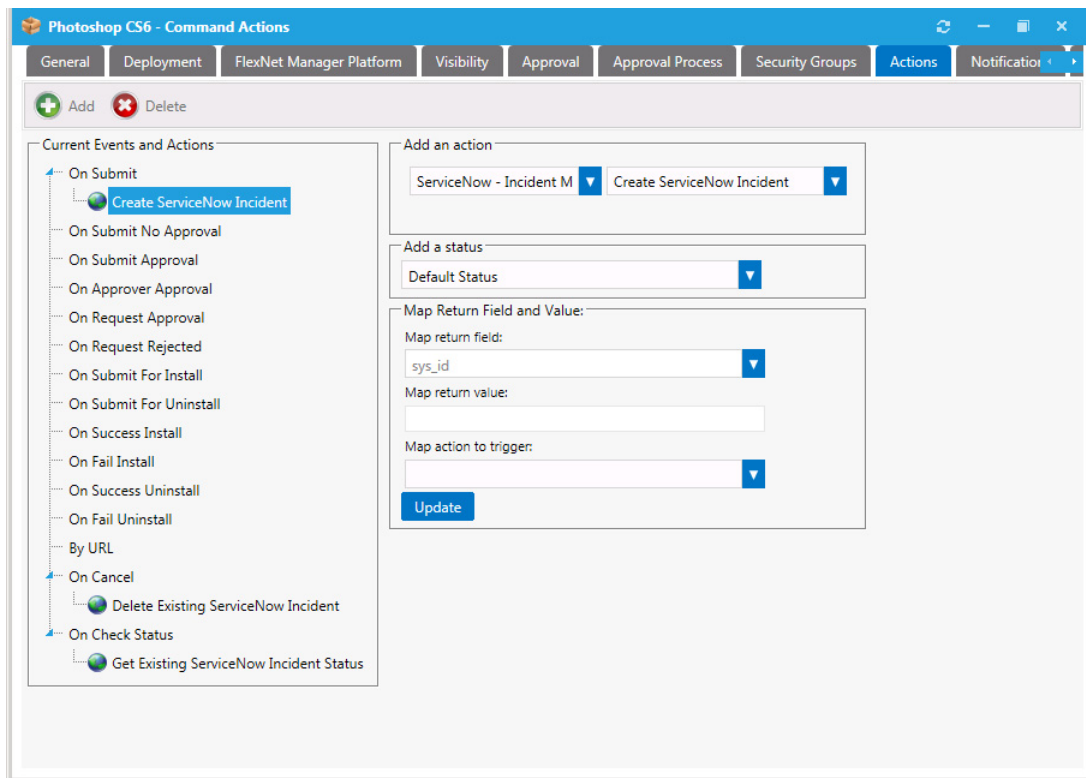 Photoshop CS6 - Command Actions
General Deployment FlexNet Manager Platform Visibility Approval Approval Process Security Groups Actions
Add Delete
Current Events and Actions
On Submit
Create ServiceNow Incident
On Submit No Approval
On Submit Approval
On Approver Approval
On Request Approval
On Request Rejected
On Submit For Install
On Submit For Uninstall
On Success Install
On Fail Install
On Success Uninstall
On Fail Uninstall
By URL
On Cancel
Delete Existing ServiceNow Incident
On Check Status
Get Existing ServiceNow Incident Status
Add an action
ServiceNow - Incident M Create ServiceNow Incident
Add a status
Default Status
Map Return Field and Value:
Map return field:
sys_id
Map return value:
Map action to trigger:
Update